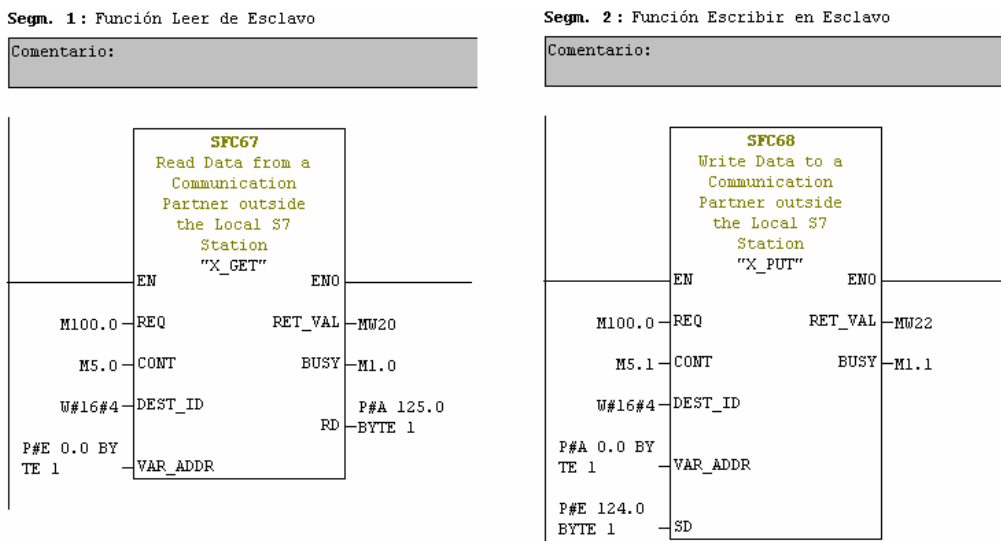 Segm. 1: Función Leer de Esclavo
Comentario:
SFC67
Read Data from a
Communication
Partner outside
the Local S7
Station
"X_GET"
EN ENO
M100.0 REQ RET_VAL MW20
M5.0 CONT BUSY M1.0
W#16#4 DEST_ID
RD P#A 125.0
BYTE 1
P#E 0.0 BY
TE 1 VAR_ADDR
Segm. 2: Función Escribir en Esclavo
Comentario:
SFC68
Write Data to a
Communication
Partner outside
the Local S7
Station
"X_PUT"
EN ENO
M100.0 REQ RET_VAL MW22
M5.1 CONT BUSY M1.1
W#16#4 DEST_ID
P#A 0.0 BY
TE 1 VAR_ADDR
P#E 124.0
BYTE 1 SD